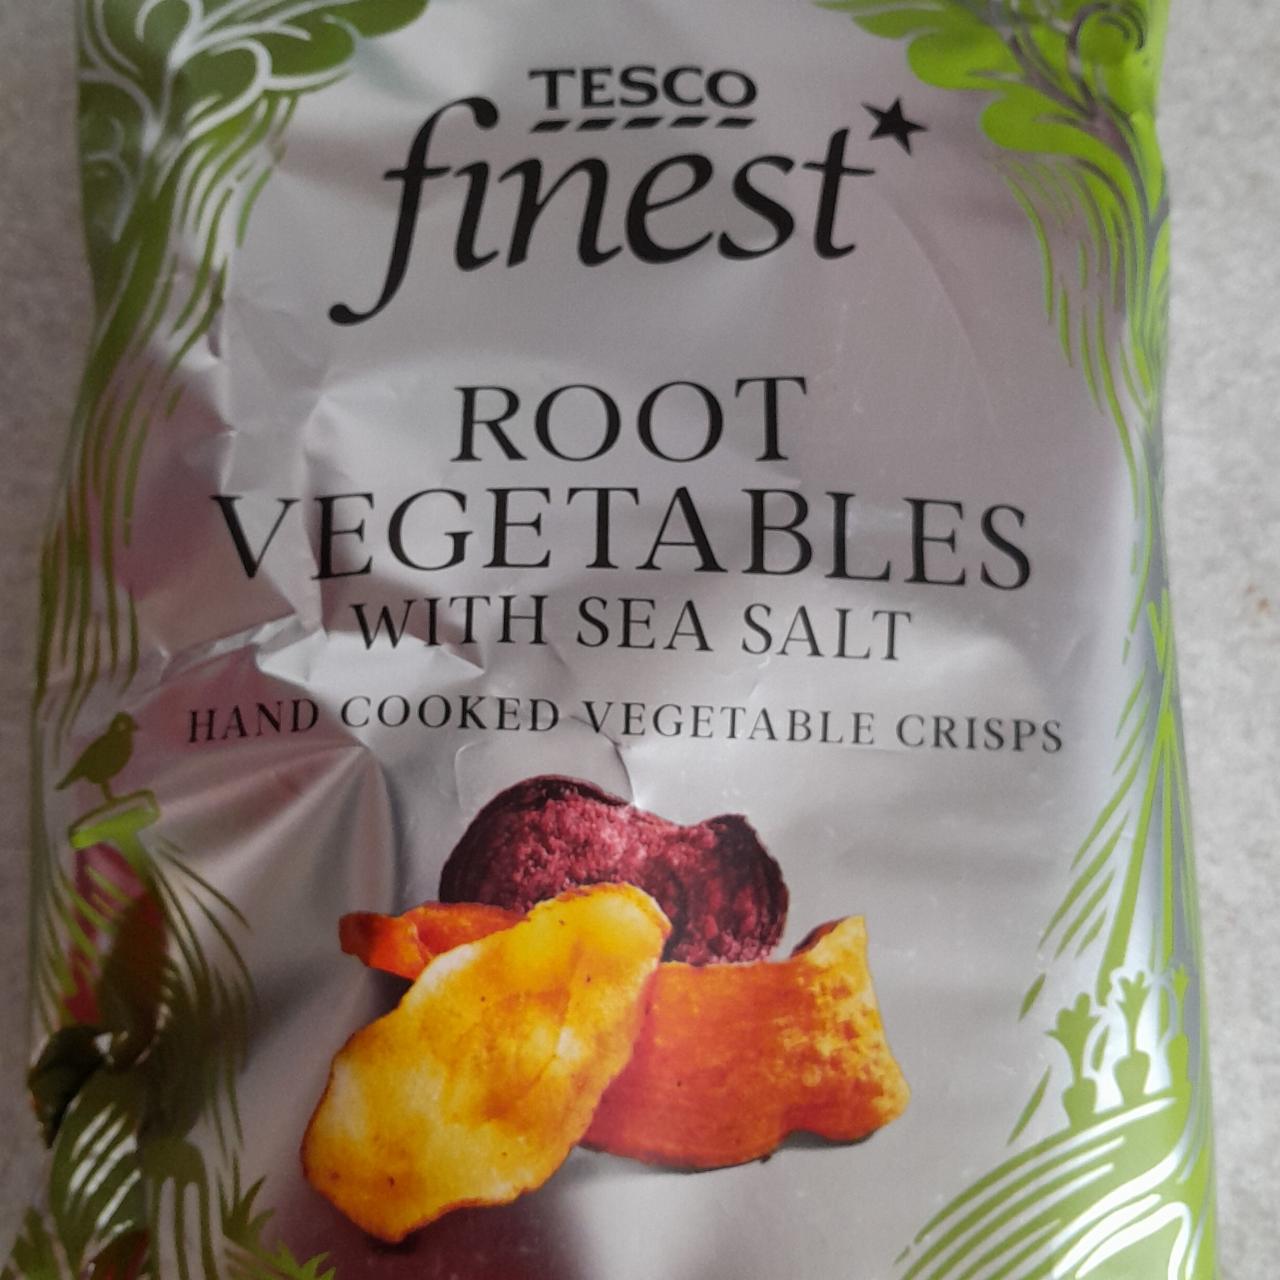 TESCO
finest*
ROOT
VEGETABLES
WITH SEA SALT
HAND COOKED VEGETABLE CRISPS